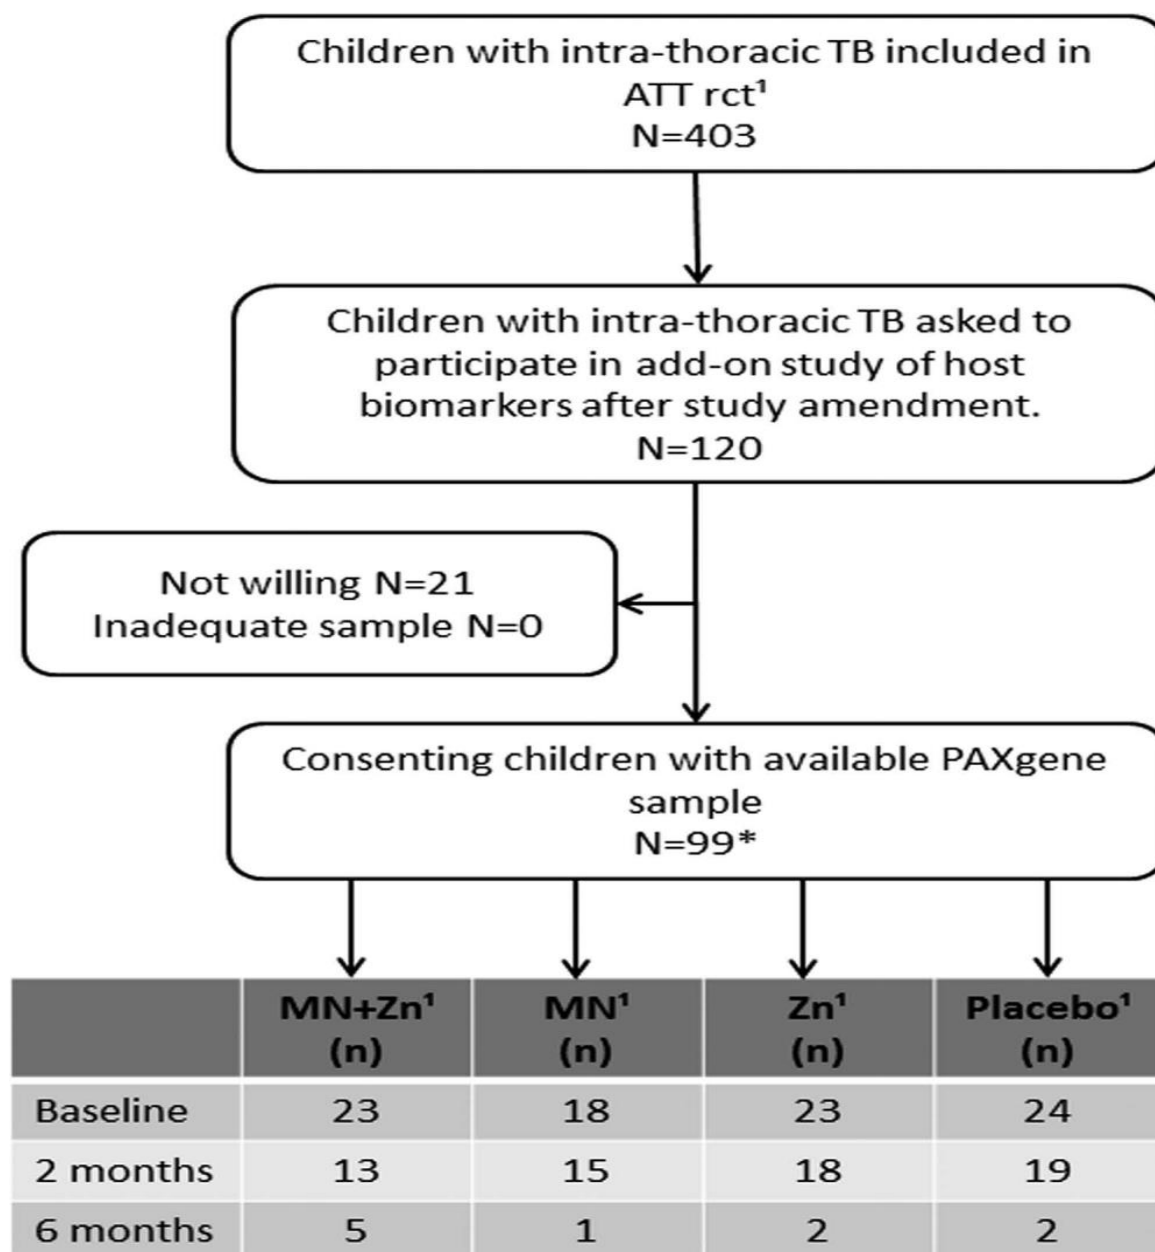 Children with intra-thoracic TB included in
ATT rct¹
N=403
Children with intra-thoracic TB asked to
participate in add-on study of host
biomarkers after study amendment.
N=120
Not willing N=21
Inadequate sample N=0
Consenting children with available PAXgene
sample
N=99*
MN+Zn¹ MN¹ Zn¹ Placebo¹
(n) (n) (n) (n)
Baseline 23 18 23 24
2 months 13 15 18 19
6 months 5 1 2 2